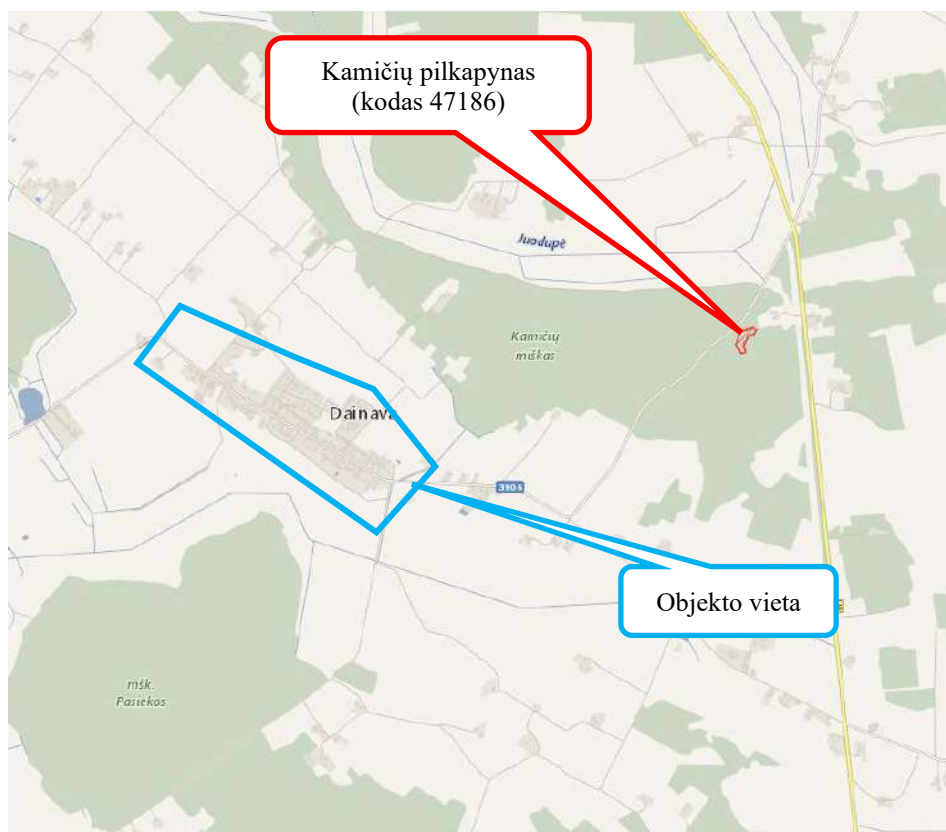 Kamičių pilkapynas
(kodas 47186)
Juodupė
Kamičių
miškas
Dainava
3905
Objekto vieta
mšk.
Pasiekos